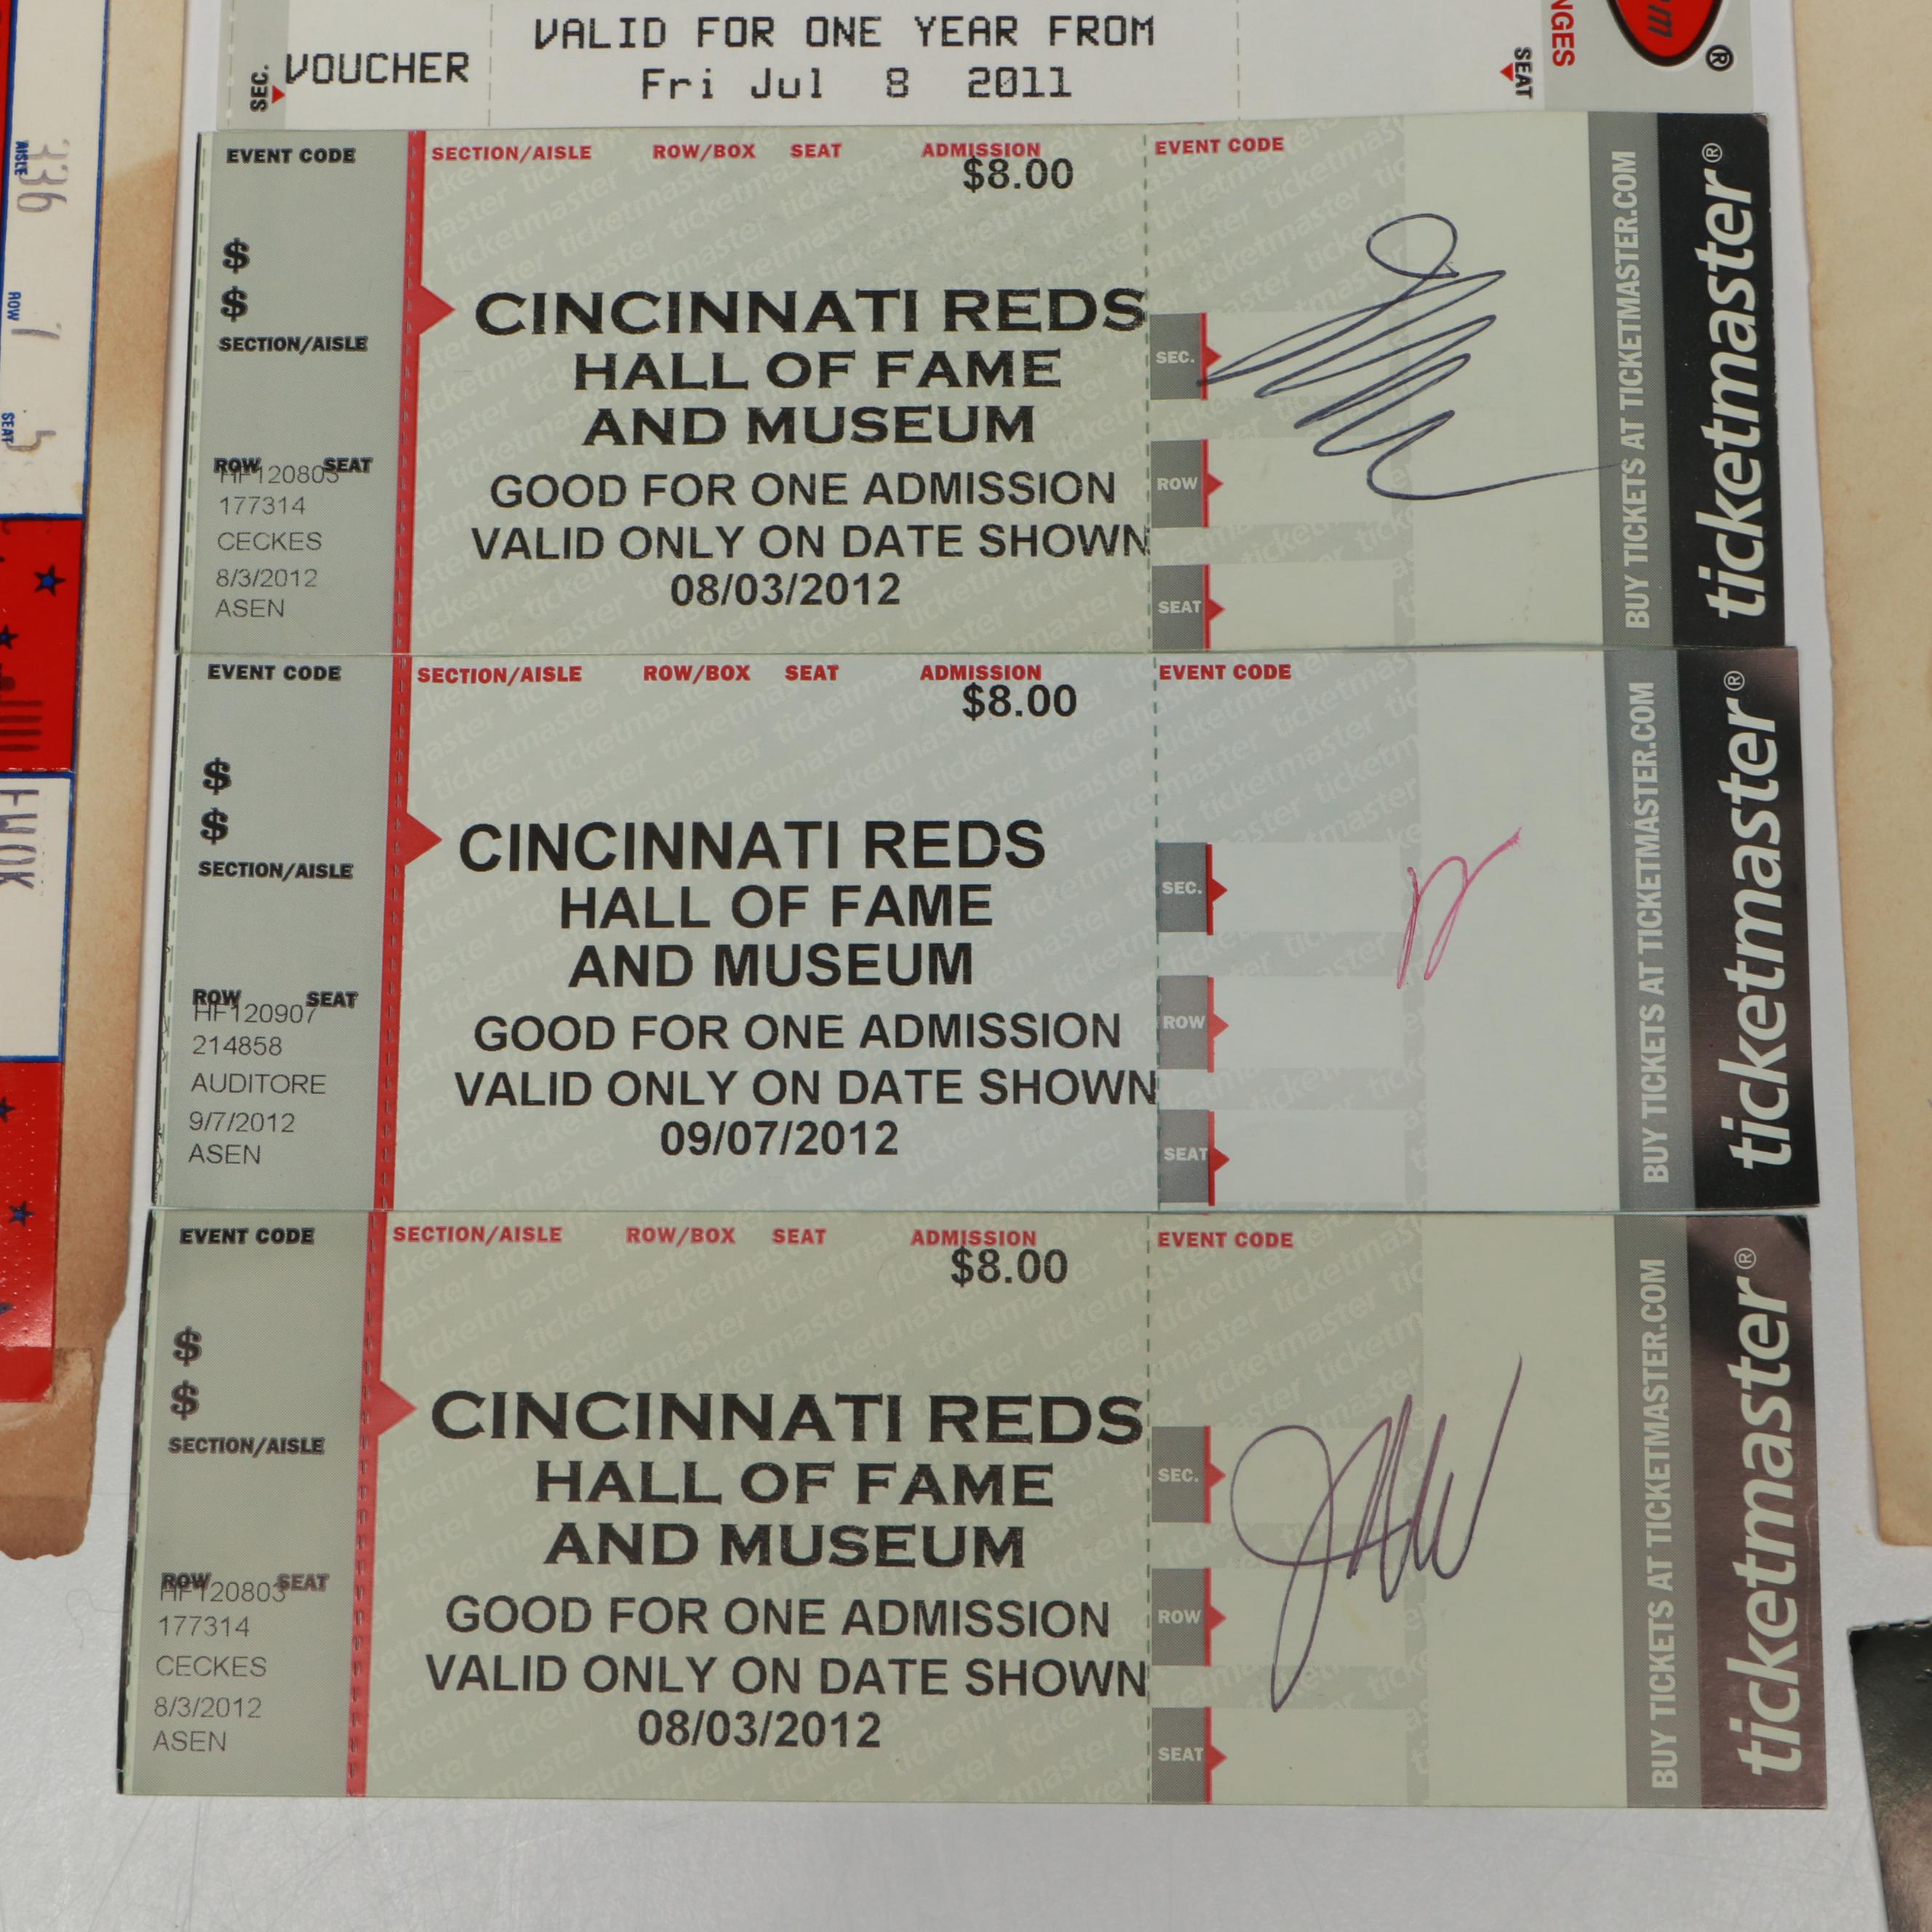 VALID FOR ONE YEAR FROM
SEC. VOUCHER Fri Jul 8 2011
SEAT
NGES
®
AISLE 336
ROW
SEAT
EVENT CODE SECTION/AISLE ROW/BOX SEAT ADMISSION EVENT CODE
$8.00
$
$
SECTION/AISLE
CINCINNATI REDS
HALL OF FAME
AND MUSEUM
GOOD FOR ONE ADMISSION
VALID ONLY ON DATE SHOWN
08/03/2012
ROW SEAT
HF120803
177314
CECKES
8/3/2012
ASEN
SEC.
ROW
SEAT
BUY TICKETS AT TICKETMASTER.COM
ticketmaster®
EVENT CODE SECTION/AISLE ROW/BOX SEAT ADMISSION EVENT CODE
$8.00
$
$
SECTION/AISLE
CINCINNATI REDS
HALL OF FAME
AND MUSEUM
GOOD FOR ONE ADMISSION
VALID ONLY ON DATE SHOWN
09/07/2012
ROW SEAT
HF120907
214858
AUDITORE
9/7/2012
ASEN
SEC.
ROW
SEAT
BUY TICKETS AT TICKETMASTER.COM
ticketmaster®
EVENT CODE SECTION/AISLE ROW/BOX SEAT ADMISSION EVENT CODE
$8.00
$
$
SECTION/AISLE
CINCINNATI REDS
HALL OF FAME
AND MUSEUM
GOOD FOR ONE ADMISSION
VALID ONLY ON DATE SHOWN
08/03/2012
ROW SEAT
HF120803
177314
CECKES
8/3/2012
ASEN
SEC.
ROW
SEAT
BUY TICKETS AT TICKETMASTER.COM
ticketmaster®